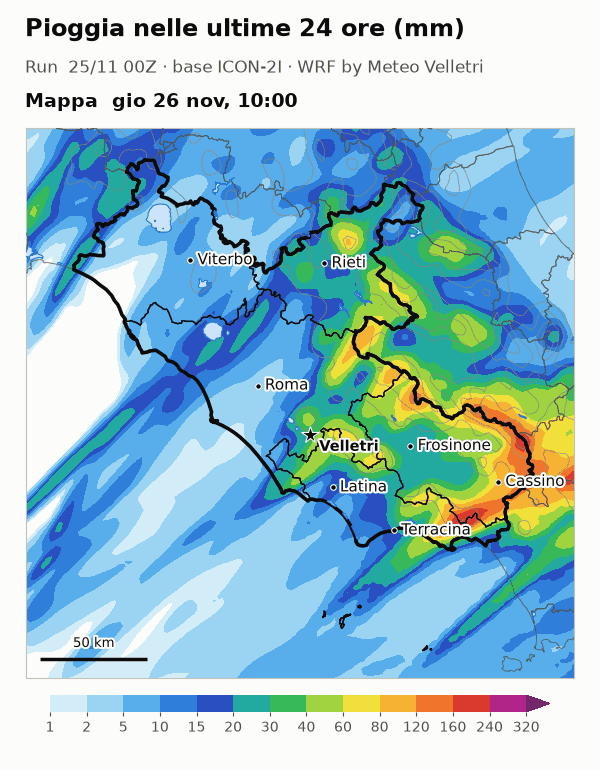 Pioggia nelle ultime 24 ore (mm)
Run  25/11 00Z · base ICON-2I · WRF by Meteo Velletri
Mappa  gio 26 nov, 10:00
Viterbo
Rieti
Roma
Velletri
Frosinone
Latina
Cassino
Terracina
50 km
1 2 5 10 15 20 30 40 60 80 120 160 240 320